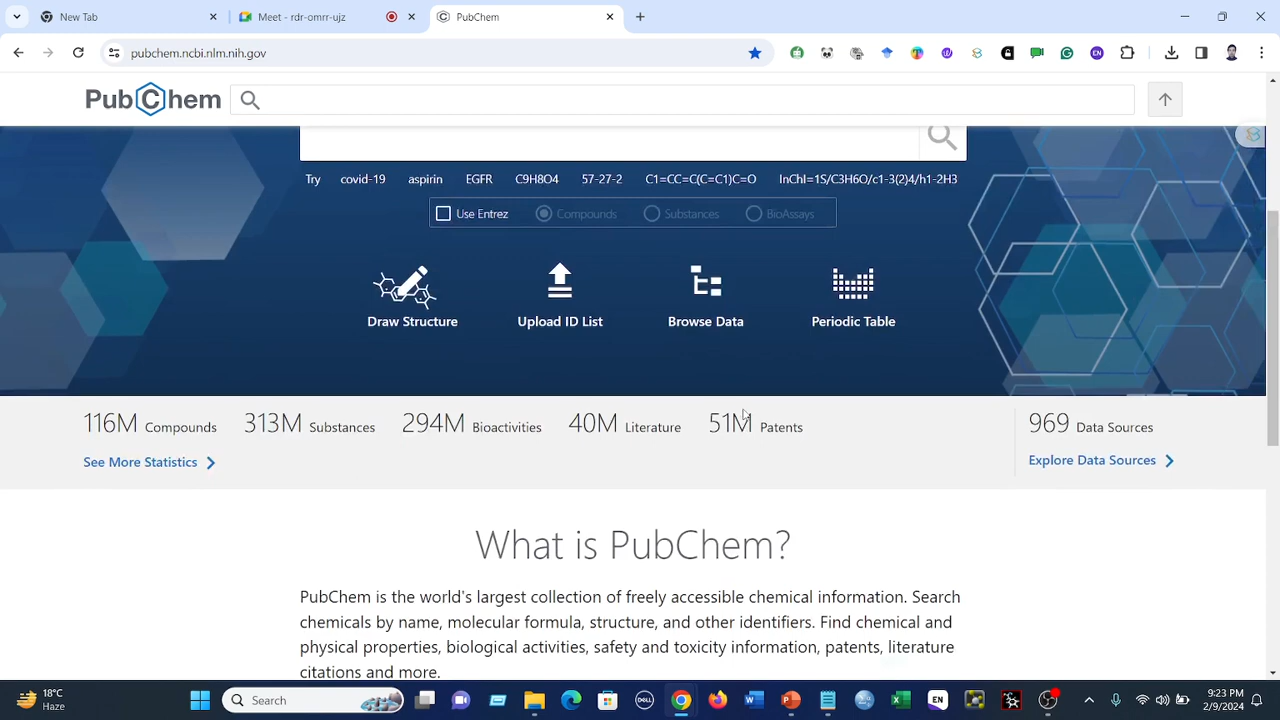 New Tab
Meet - rdr-omrr-ujz
PubChem
pubchem.ncbi.nlm.nih.gov
PubChem
Try covid-19 aspirin EGFR C9H8O4 57-27-2 C1=CC=C(C=C1)C=O InChI=1S/C3H6O/c1-3(2)4/h1-2H3
Use Entrez Compounds Substances BioAssays
Draw Structure Upload ID List Browse Data Periodic Table
116M Compounds 313M Substances 294M Bioactivities 40M Literature 51M Patents 969 Data Sources
See More Statistics Explore Data Sources
What is PubChem?
PubChem is the world's largest collection of freely accessible chemical information. Search
chemicals by name, molecular formula, structure, and other identifiers. Find chemical and
physical properties, biological activities, safety and toxicity information, patents, literature
citations and more.
18°C
Haze
Search
DELL
EN
9:23 PM
2/9/2024